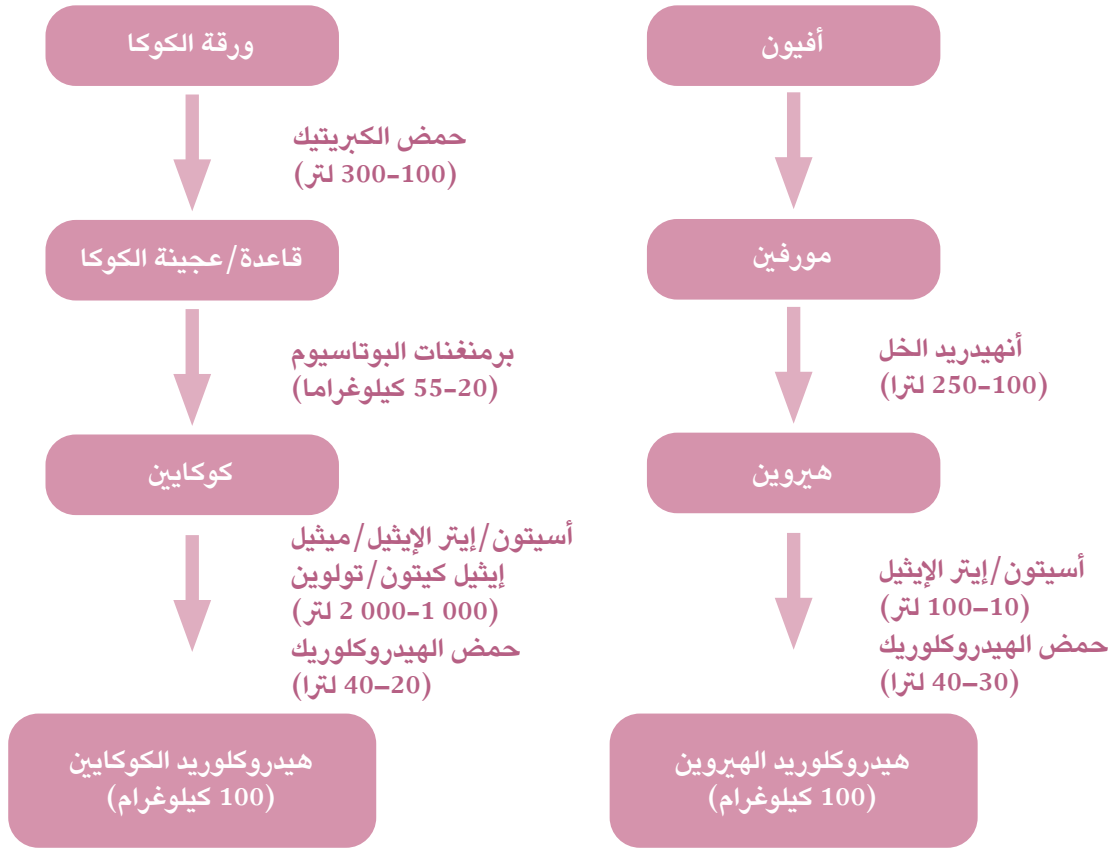 ورقة الكوكا
حمض الكبريتيك
(100–300 لتر)
قاعدة/عجينة الكوكا
برمنغنات البوتاسيوم
(20–55 كيلوغراما)
كوكايين
أسيتون/إيتر الإيثيل/ميثيل
إيثيل كيتون/تولوين
(1 000–2 000 لتر)
حمض الهيدروكلوريك
(20–40 لترا)
هيدروكلوريد الكوكايين
(100 كيلوغرام)
أفيون
مورفين
أنهيدريد الخل
(100–250 لترا)
هيروين
أسيتون/إيتر الإيثيل
(10–100 لتر)
حمض الهيدروكلوريك
(30–40 لترا)
هيدروكلوريد الهيروين
(100 كيلوغرام)